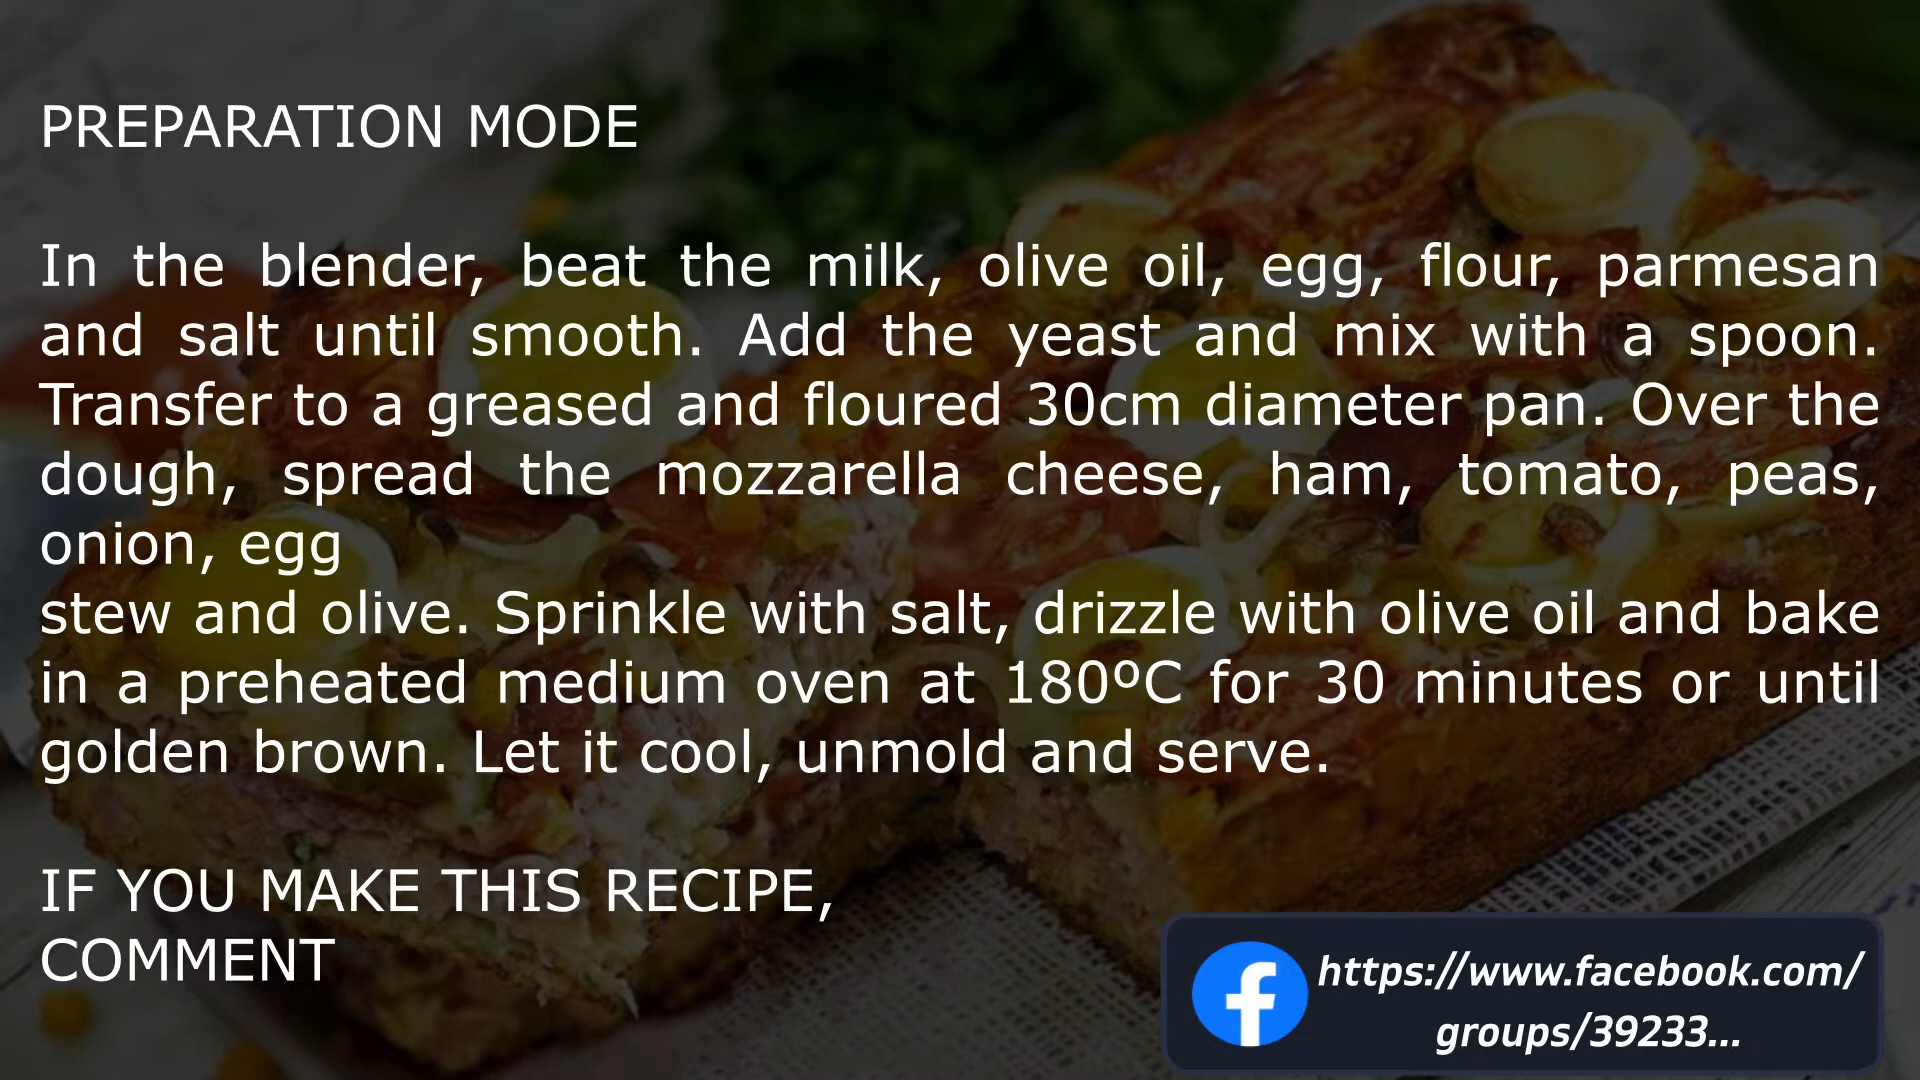 PREPARATION MODE
In the blender, beat the milk, olive oil, egg, flour, parmesan
and salt until smooth. Add the yeast and mix with a spoon.
Transfer to a greased and floured 30cm diameter pan. Over the
dough, spread the mozzarella cheese, ham, tomato, peas,
onion, egg
stew and olive. Sprinkle with salt, drizzle with olive oil and bake
in a preheated medium oven at 180ºC for 30 minutes or until
golden brown. Let it cool, unmold and serve.
IF YOU MAKE THIS RECIPE,
COMMENT
https://www.facebook.com/
groups/39233...